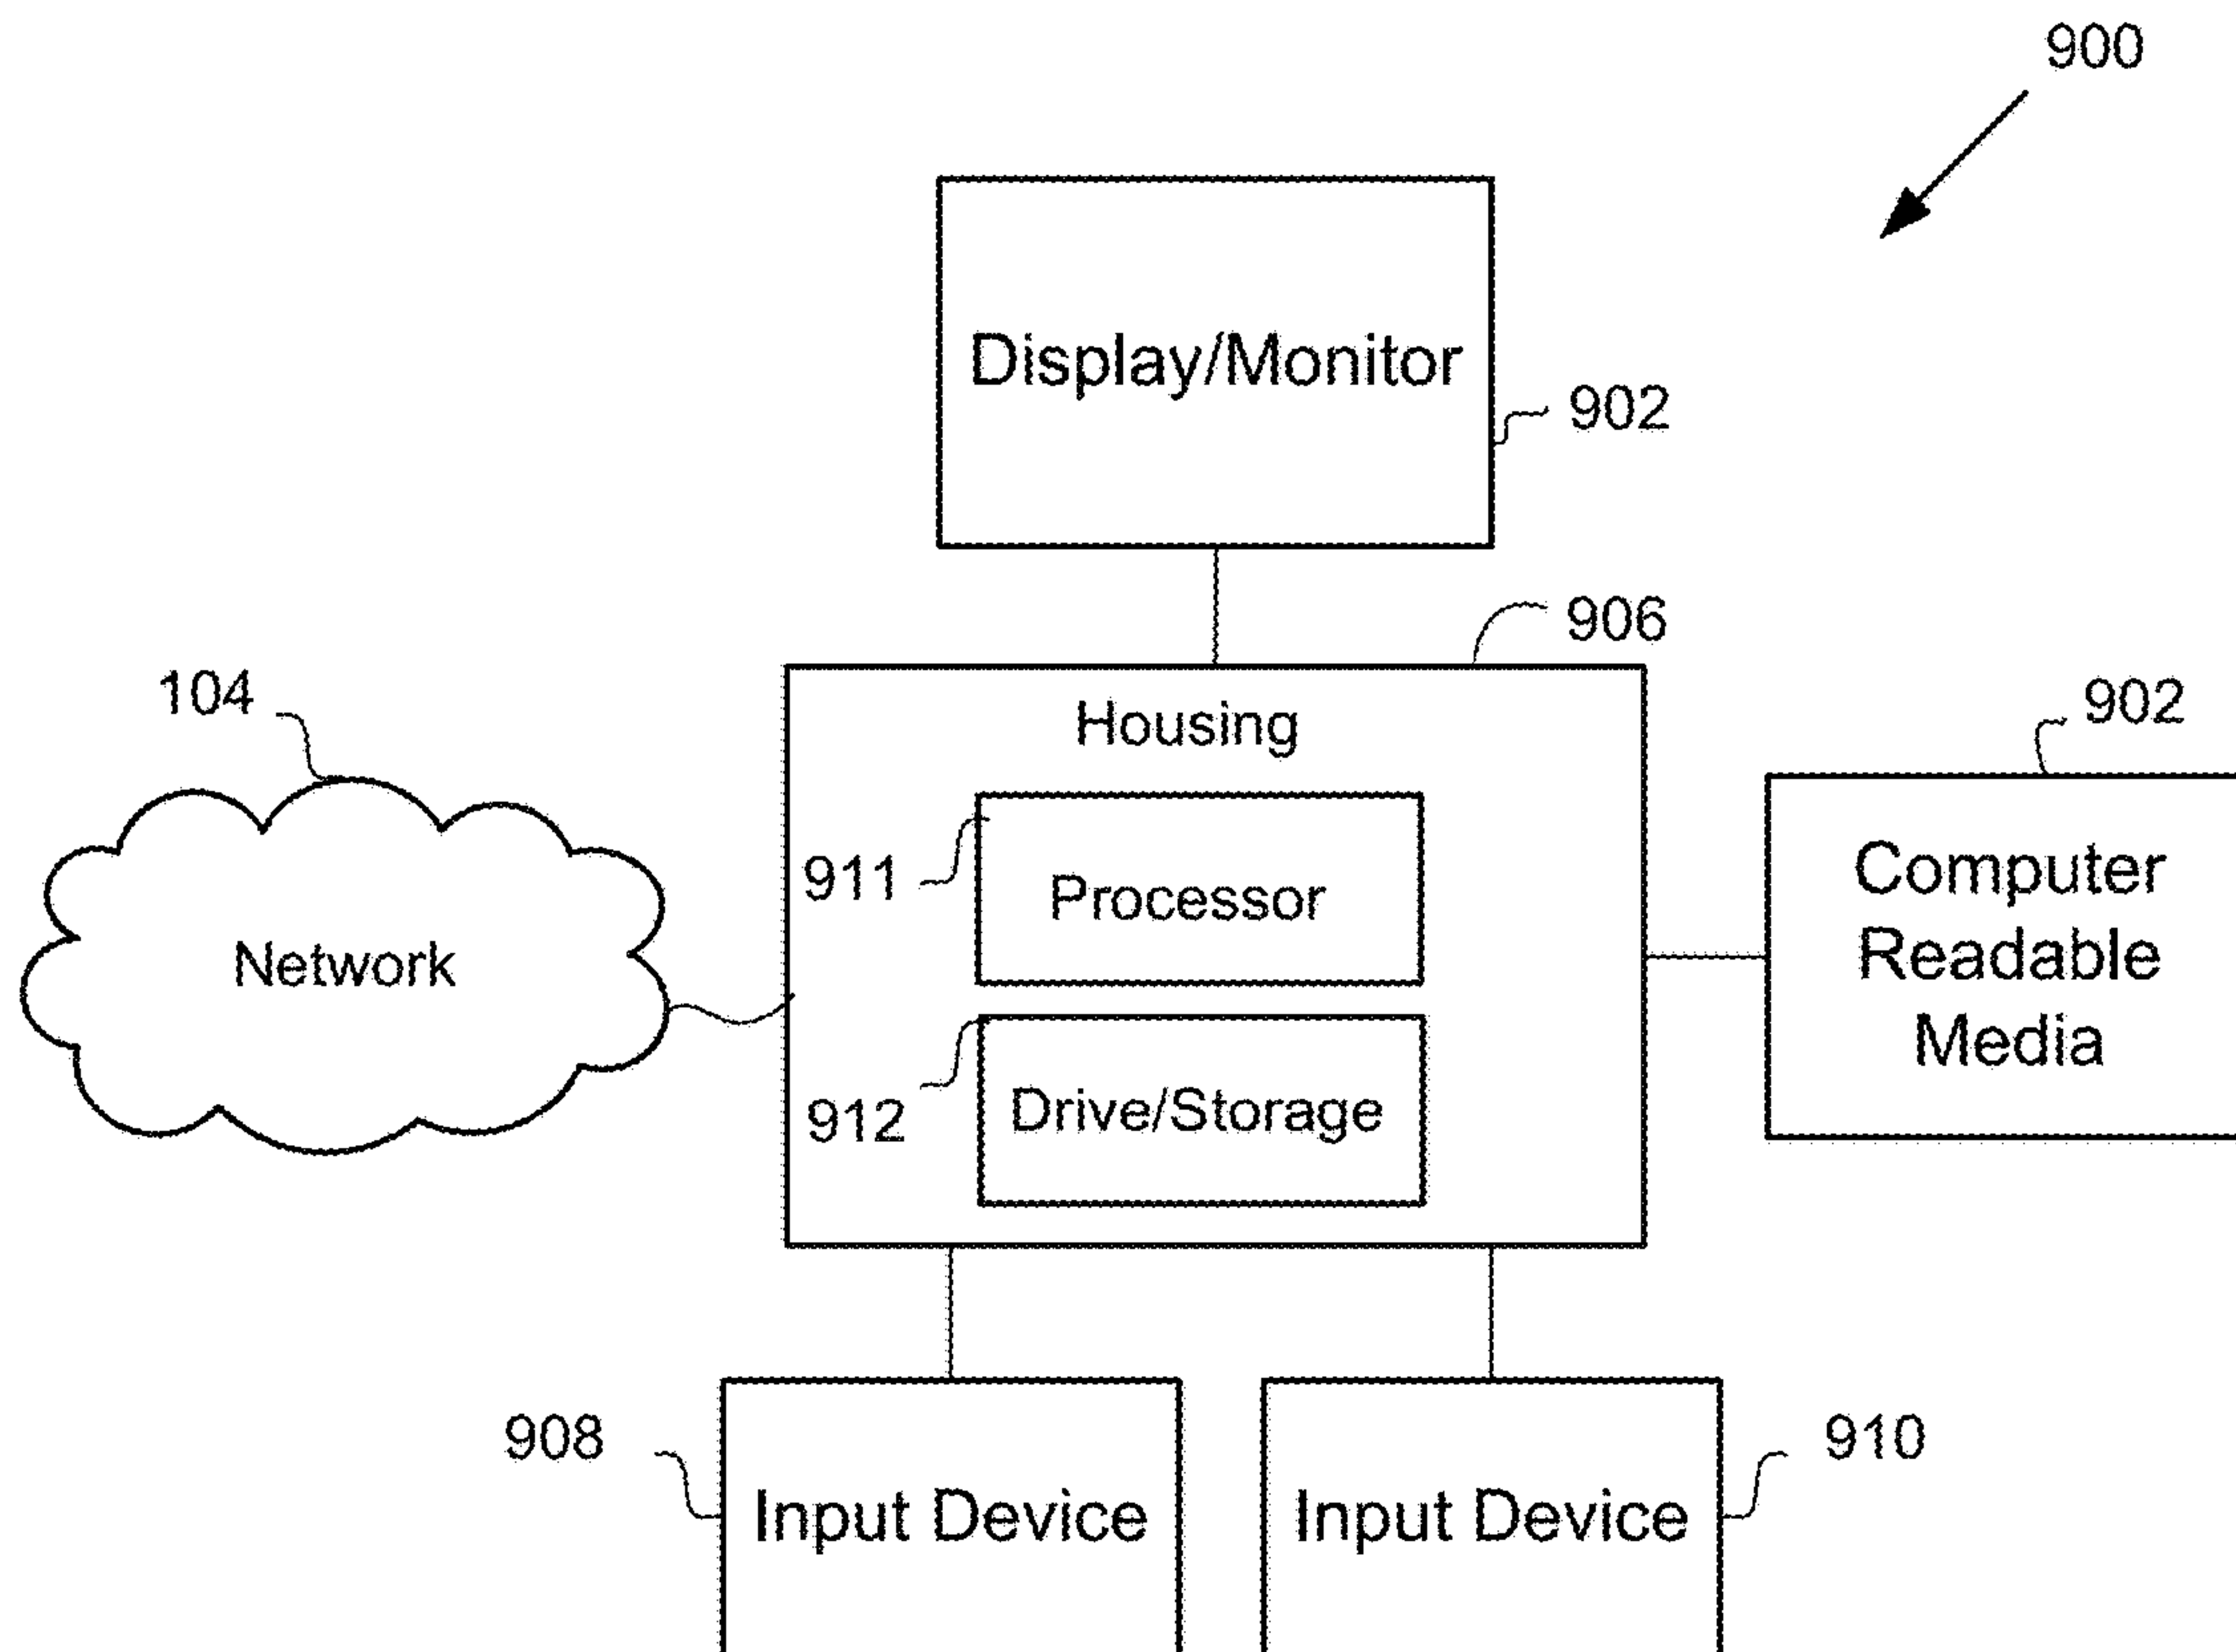 900
Display/Monitor
902
906
104
Housing
902
911
Processor
Computer
Readable
Media
Network
912
Drive/Storage
908
910
Input Device
Input Device